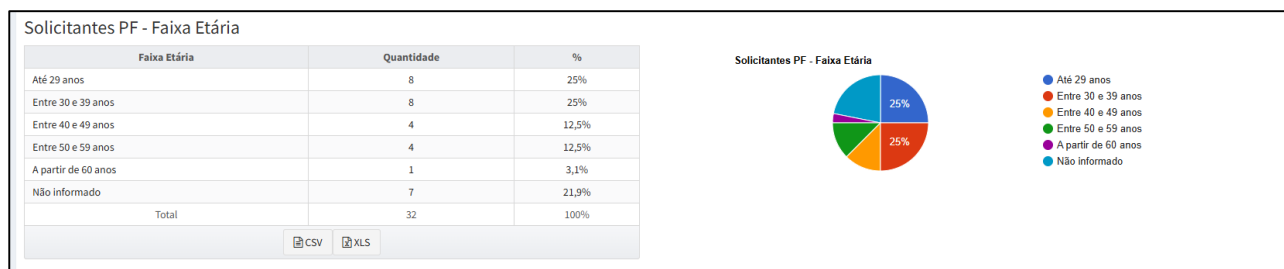 Solicitantes PF - Faixa Etária
Faixa Etária Quantidade %
Até 29 anos 8 25%
Entre 30 e 39 anos 8 25%
Entre 40 e 49 anos 4 12,5%
Entre 50 e 59 anos 4 12,5%
A partir de 60 anos 1 3,1%
Não informado 7 21,9%
Total 32 100%
CSV XLS
Solicitantes PF - Faixa Etária
25%
25%
Até 29 anos
Entre 30 e 39 anos
Entre 40 e 49 anos
Entre 50 e 59 anos
A partir de 60 anos
Não informado